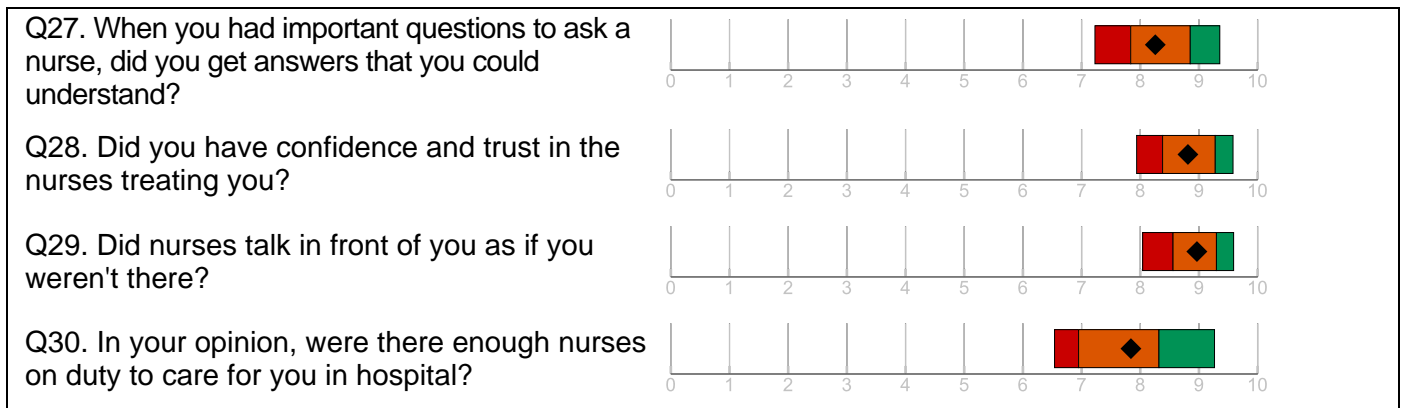 Q27. When you had important questions to ask a
nurse, did you get answers that you could
understand?
0 1 2 3 4 5 6 7 8 9 10
Q28. Did you have confidence and trust in the
nurses treating you?
0 1 2 3 4 5 6 7 8 9 10
Q29. Did nurses talk in front of you as if you
weren't there?
0 1 2 3 4 5 6 7 8 9 10
Q30. In your opinion, were there enough nurses
on duty to care for you in hospital?
0 1 2 3 4 5 6 7 8 9 10